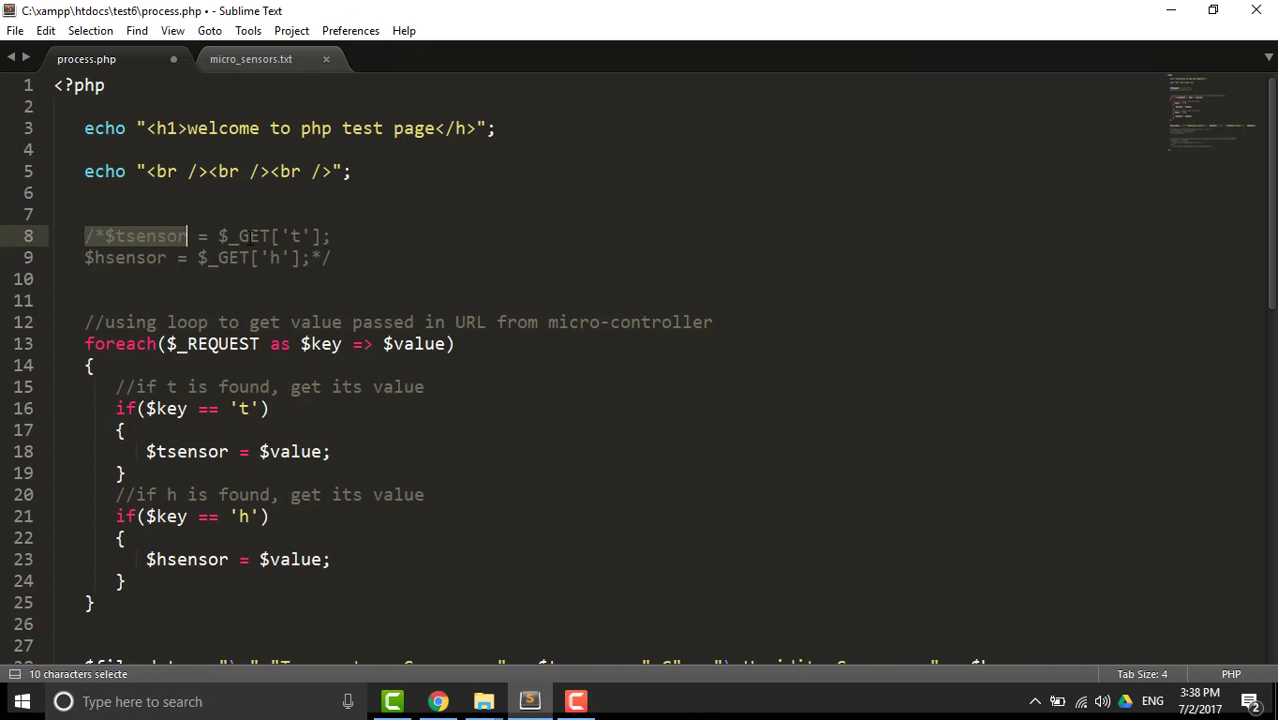 C:\xampp\htdocs\test6\process.php • - Sublime Text
File Edit Selection Find View Goto Tools Project Preferences Help
process.php micro_sensors.txt
1 <?php
2
3 echo "<h1>welcome to php test page</h>";
4
5 echo "<br /><br /><br />";
6
7
8 /*$tsensor = $_GET['t'];
9 $hsensor = $_GET['h'];*/
10
11
12 //using loop to get value passed in URL from micro-controller
13 foreach($_REQUEST as $key => $value)
14 {
15 //if t is found, get its value
16 if($key == 't')
17 {
18 $tsensor = $value;
19 }
20 //if h is found, get its value
21 if($key == 'h')
22 {
23 $hsensor = $value;
24 }
25 }
26
27
10 characters selecte Tab Size: 4 PHP
Type here to search ENG 3:38 PM
7/2/2017 2